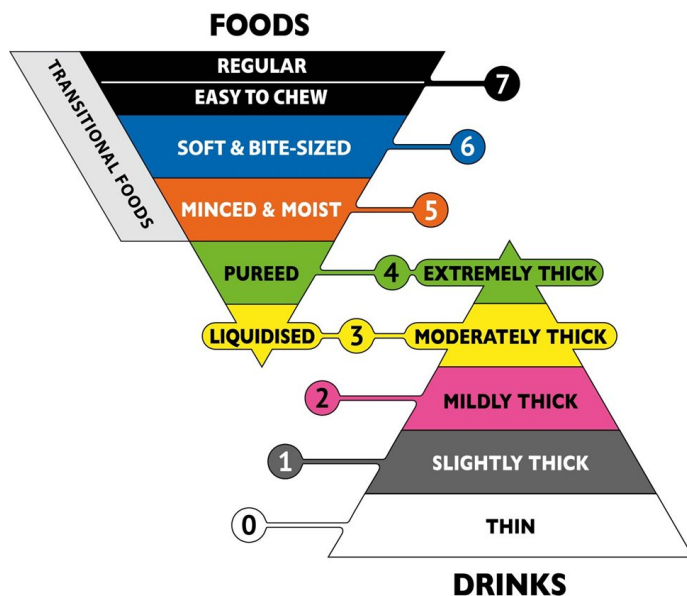 FOODS
TRANSITIONAL FOODS
REGULAR
7
EASY TO CHEW
SOFT & BITE-SIZED
6
MINCED & MOIST
5
PUREED
4
EXTREMELY THICK
LIQUIDISED
3
MODERATELY THICK
2
MILDLY THICK
1
SLIGHTLY THICK
0
THIN
DRINKS